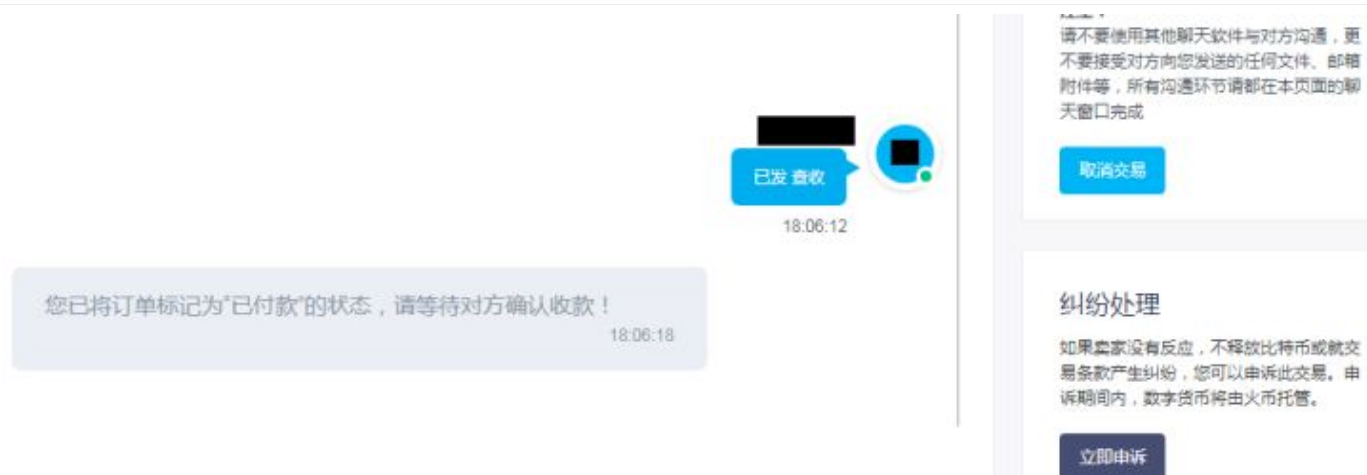 已发 查收
18:06:12
您已将订单标记为"已付款"的状态，请等待对方确认收款！
18:06:18
请不要使用其他聊天软件与对方沟通，更
不要接受对方向您发送的任何文件、邮箱
附件等，所有沟通环节请都在本页面的聊
天窗口完成
取消交易
纠纷处理
如果卖家没有反应，不释放比特币或就交
易条款产生纠纷，您可以申诉此交易。申
诉期间内，数字货币将由火币托管。
立即申诉